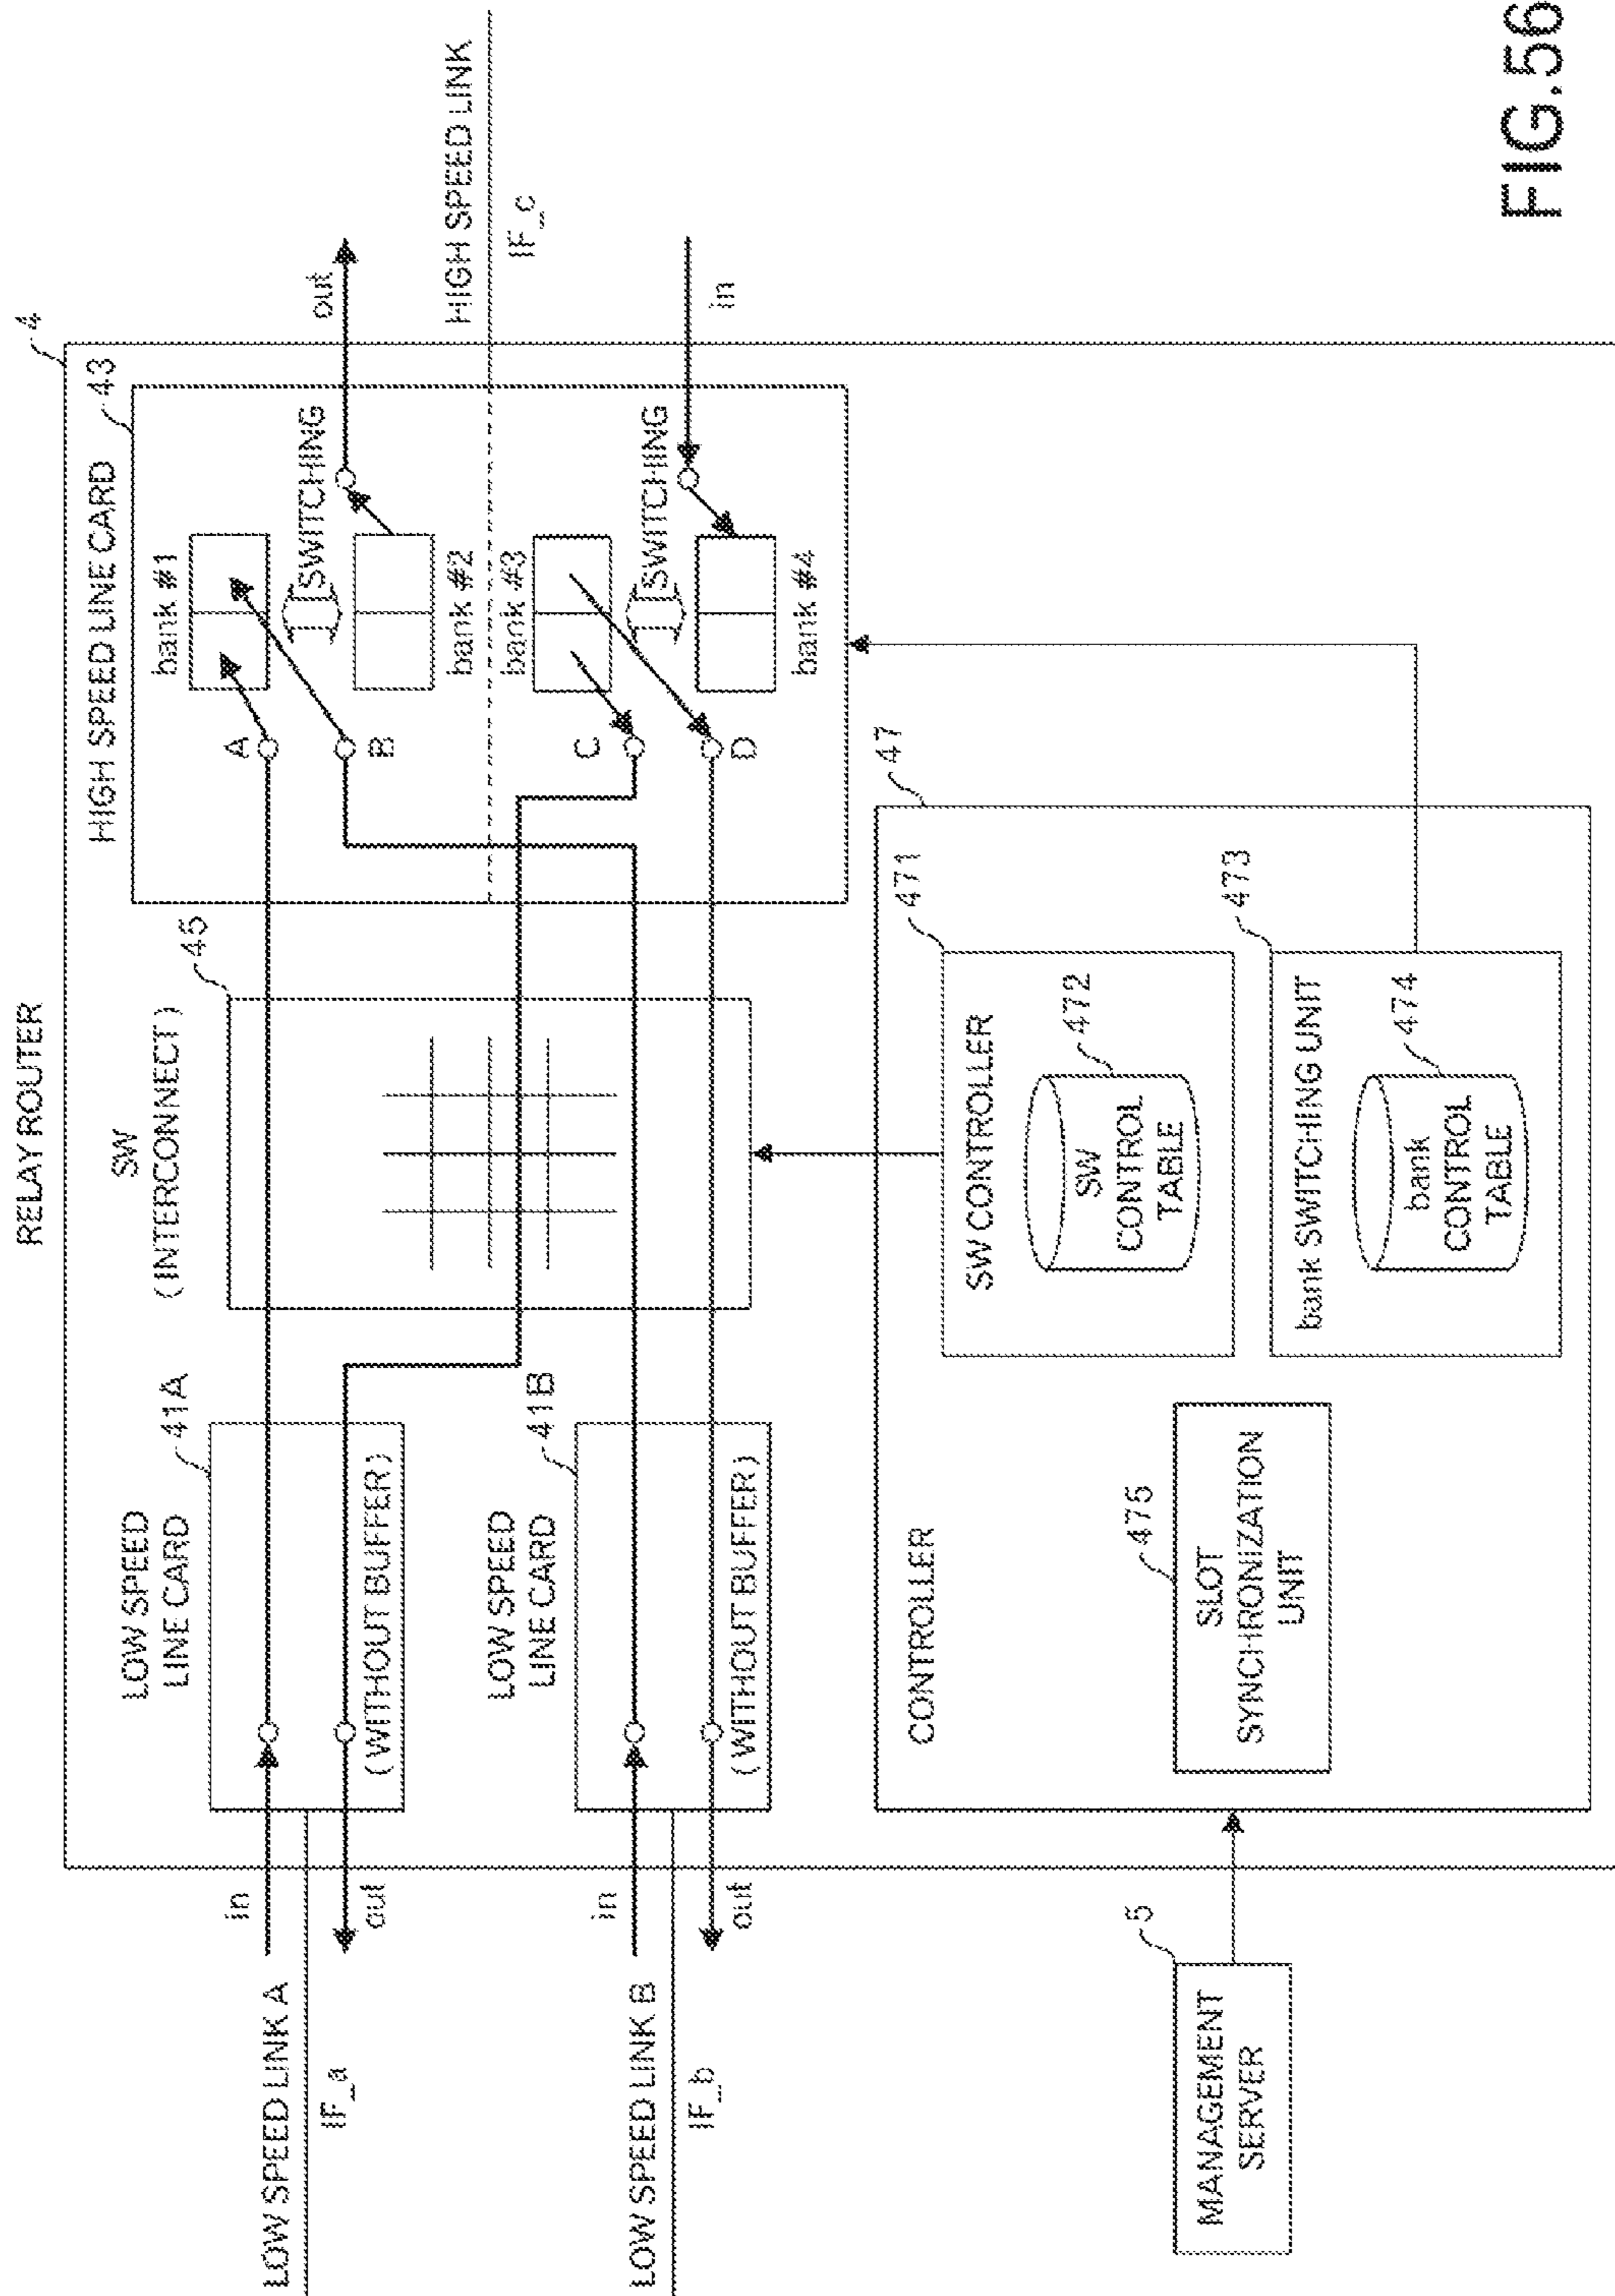 RELAY ROUTER
4
HIGH SPEED LINE CARD
43
SW
( INTERCONNECT )
45
LOW SPEED
LINE CARD
41A
( WITHOUT BUFFER )
LOW SPEED LINK A
in
IF_a
out
bank #1
A
SWITCHING
B
bank #2
out
HIGH SPEED LINK
IF_c
LOW SPEED
LINE CARD
41B
( WITHOUT BUFFER )
LOW SPEED LINK B
in
IF_b
out
bank #3
C
SWITCHING
D
bank #4
in
47
CONTROLLER
SW CONTROLLER
471
SW
CONTROL
TABLE
472
bank SWITCHING UNIT
473
bank
CONTROL
TABLE
474
475
SLOT
SYNCHRONIZATION
UNIT
5
MANAGEMENT
SERVER
FIG.56